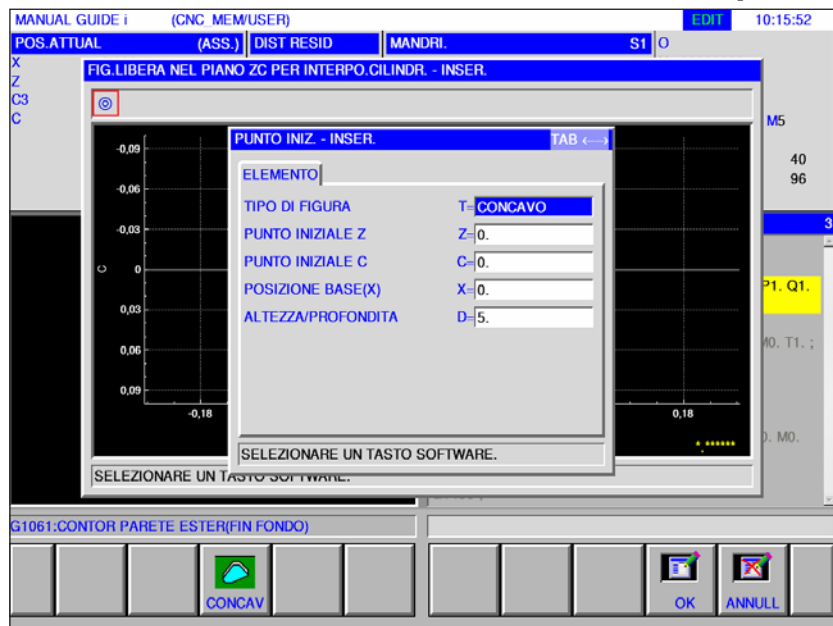 MANUAL GUIDE i (CNC_MEM/USER) EDIT 10:15:52
POS.ATTUAL (ASS.) DIST RESID MANDRI. S1 O
X
Z
C3
C
M5
40
96
3
FIG.LIBERA NEL PIANO ZC PER INTERPO.CILINDR. - INSER.
-0,09
-0,06
-0,03
C 0
0,03
0,06
0,09
-0,18 0,18
*.******
PUNTO INIZ. - INSER. TAB ←→
ELEMENTO
TIPO DI FIGURA T= CONCAVO
PUNTO INIZIALE Z Z= 0.
PUNTO INIZIALE C C= 0.
POSIZIONE BASE(X) X= 0.
ALTEZZA/PROFONDITA D= 5.
SELEZIONARE UN TASTO SOFTWARE.
SELEZIONARE UN TASTO SOFTWARE.
P1. Q1.
M0. T1. ;
0. M0.
G1061:CONTOR PARETE ESTER(FIN FONDO)
CONCAV OK ANNULL